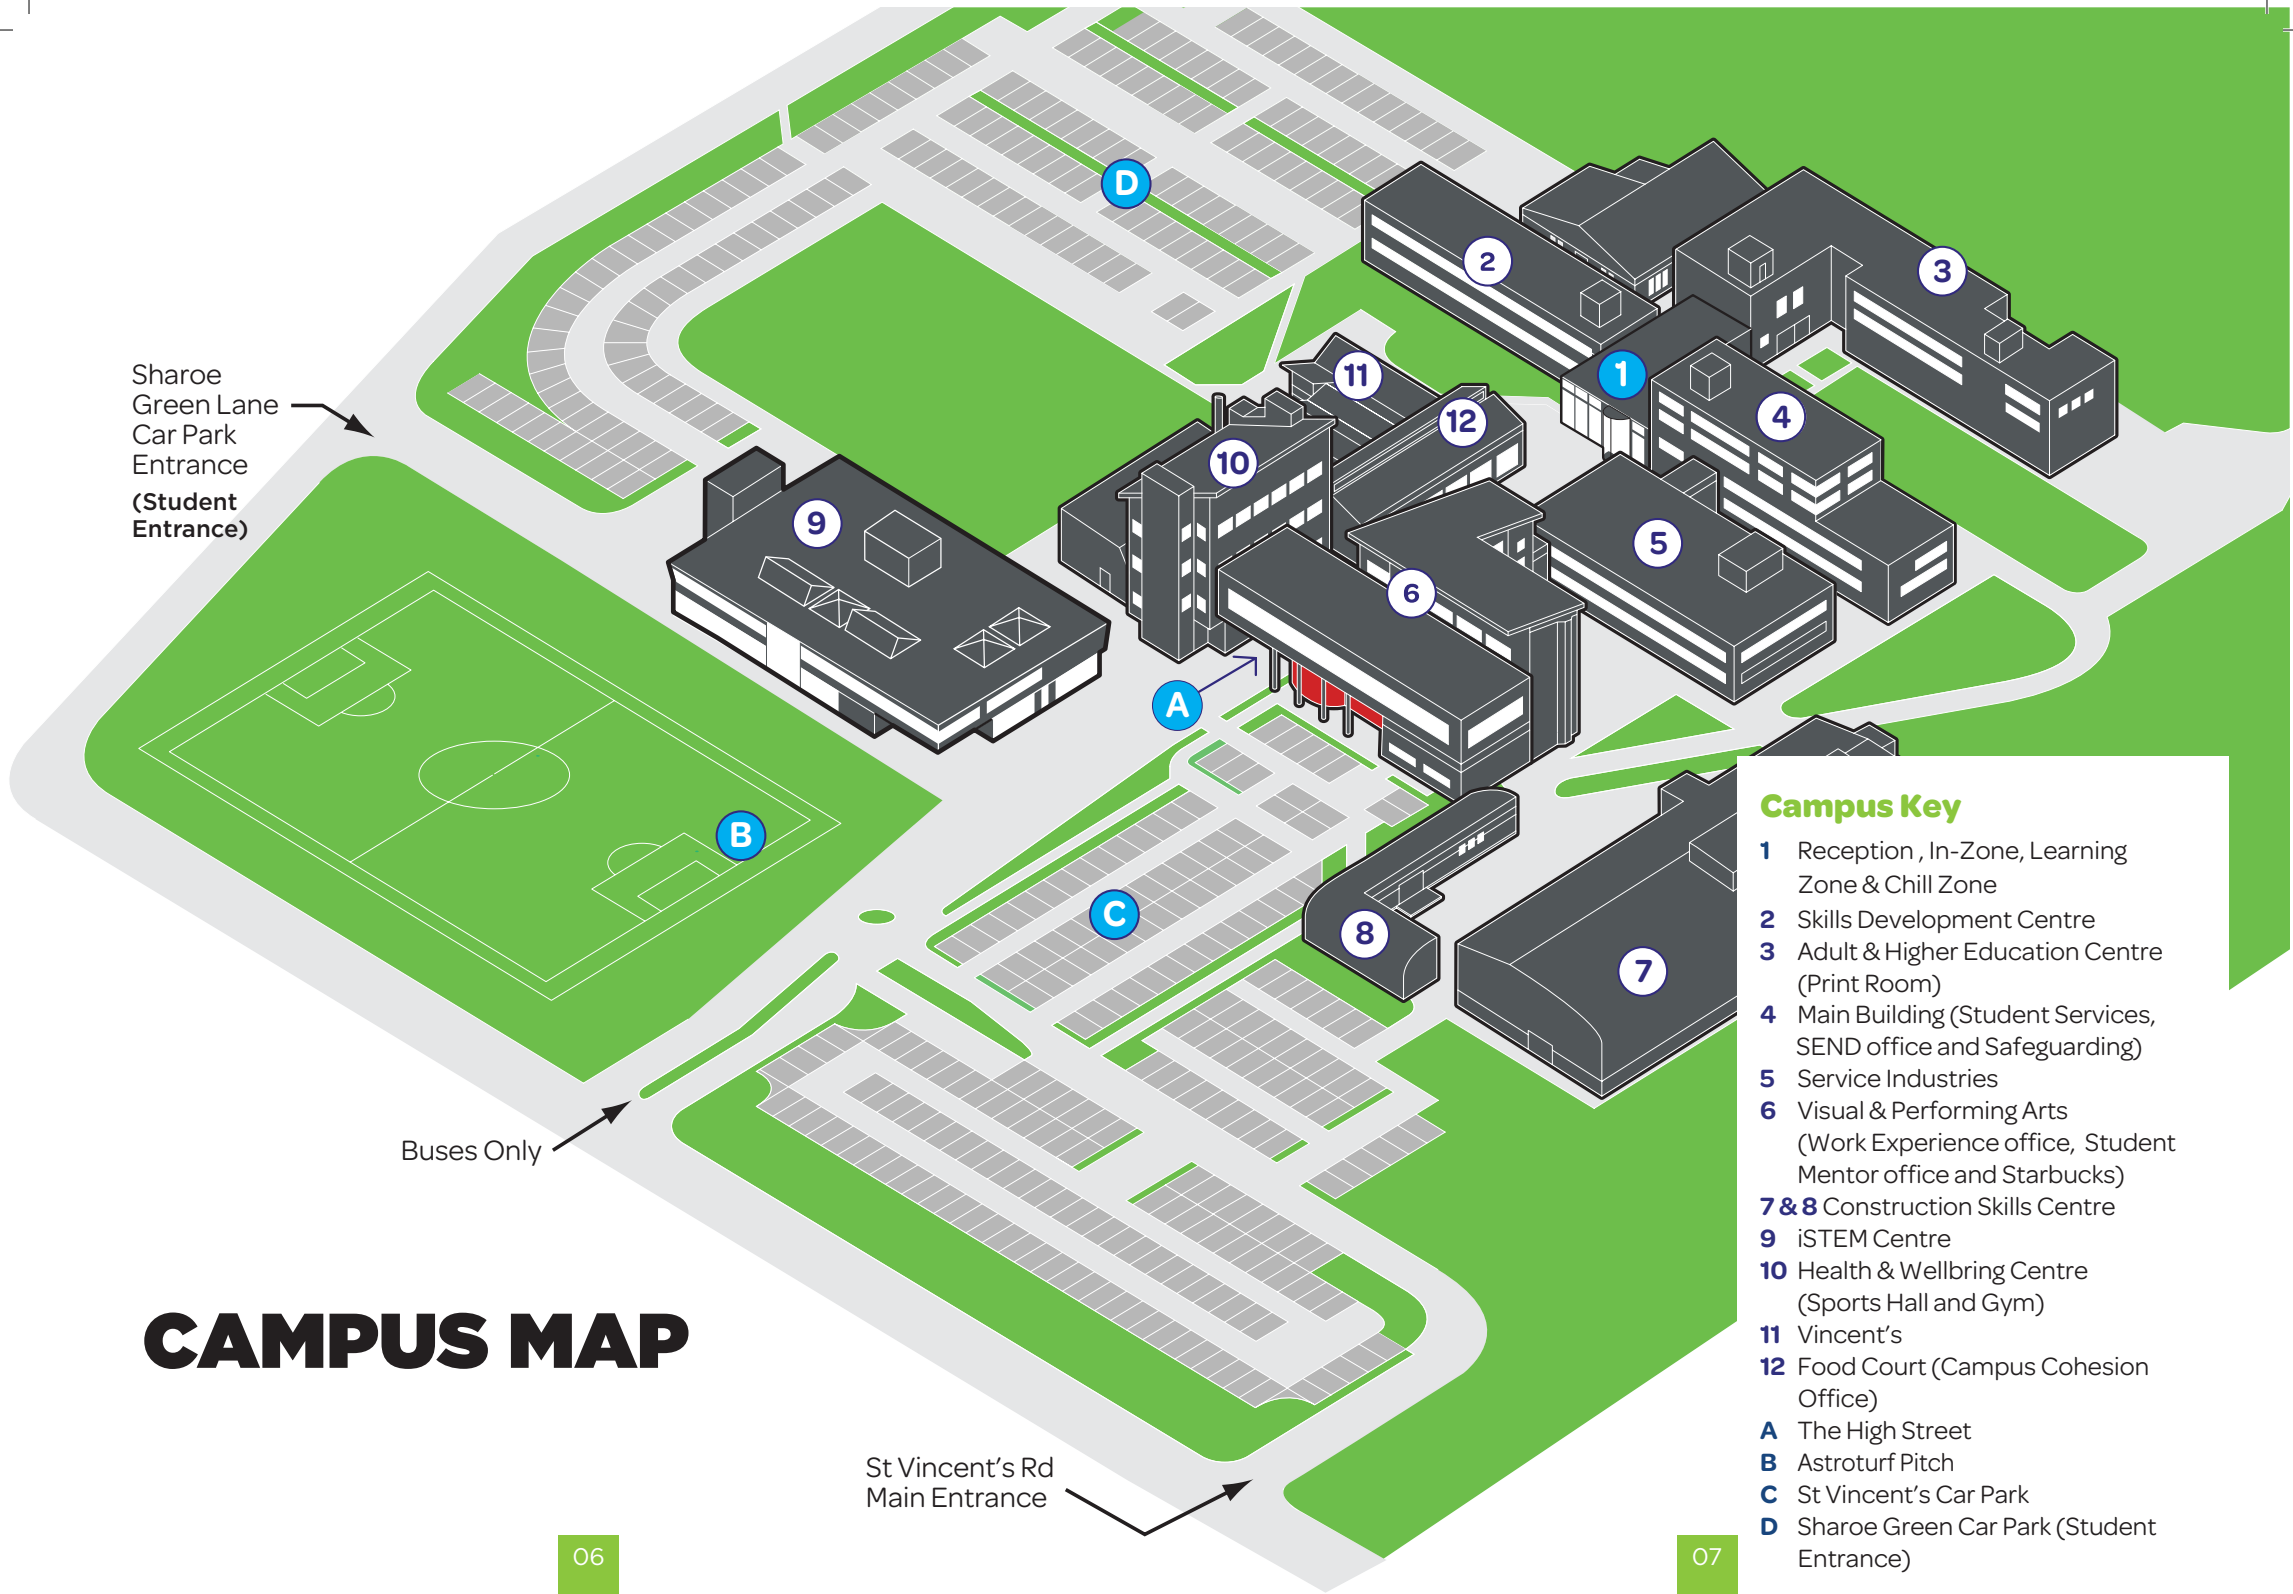 D
2
3
1
11
12
4
10
9
5
6
A
B
C
8
7
Sharoe
Green Lane
Car Park
Entrance
(Student
Entrance)
Buses Only
CAMPUS MAP
St Vincent's Rd
Main Entrance
Campus Key
1 Reception , In-Zone, Learning
Zone & Chill Zone
2 Skills Development Centre
3 Adult & Higher Education Centre
(Print Room)
4 Main Building (Student Services,
SEND office and Safeguarding)
5 Service Industries
6 Visual & Performing Arts
(Work Experience office, Student
Mentor office and Starbucks)
7 & 8 Construction Skills Centre
9 iSTEM Centre
10 Health & Wellbring Centre
(Sports Hall and Gym)
11 Vincent's
12 Food Court (Campus Cohesion
Office)
A The High Street
B Astroturf Pitch
C St Vincent's Car Park
D Sharoe Green Car Park (Student
Entrance)
06
07